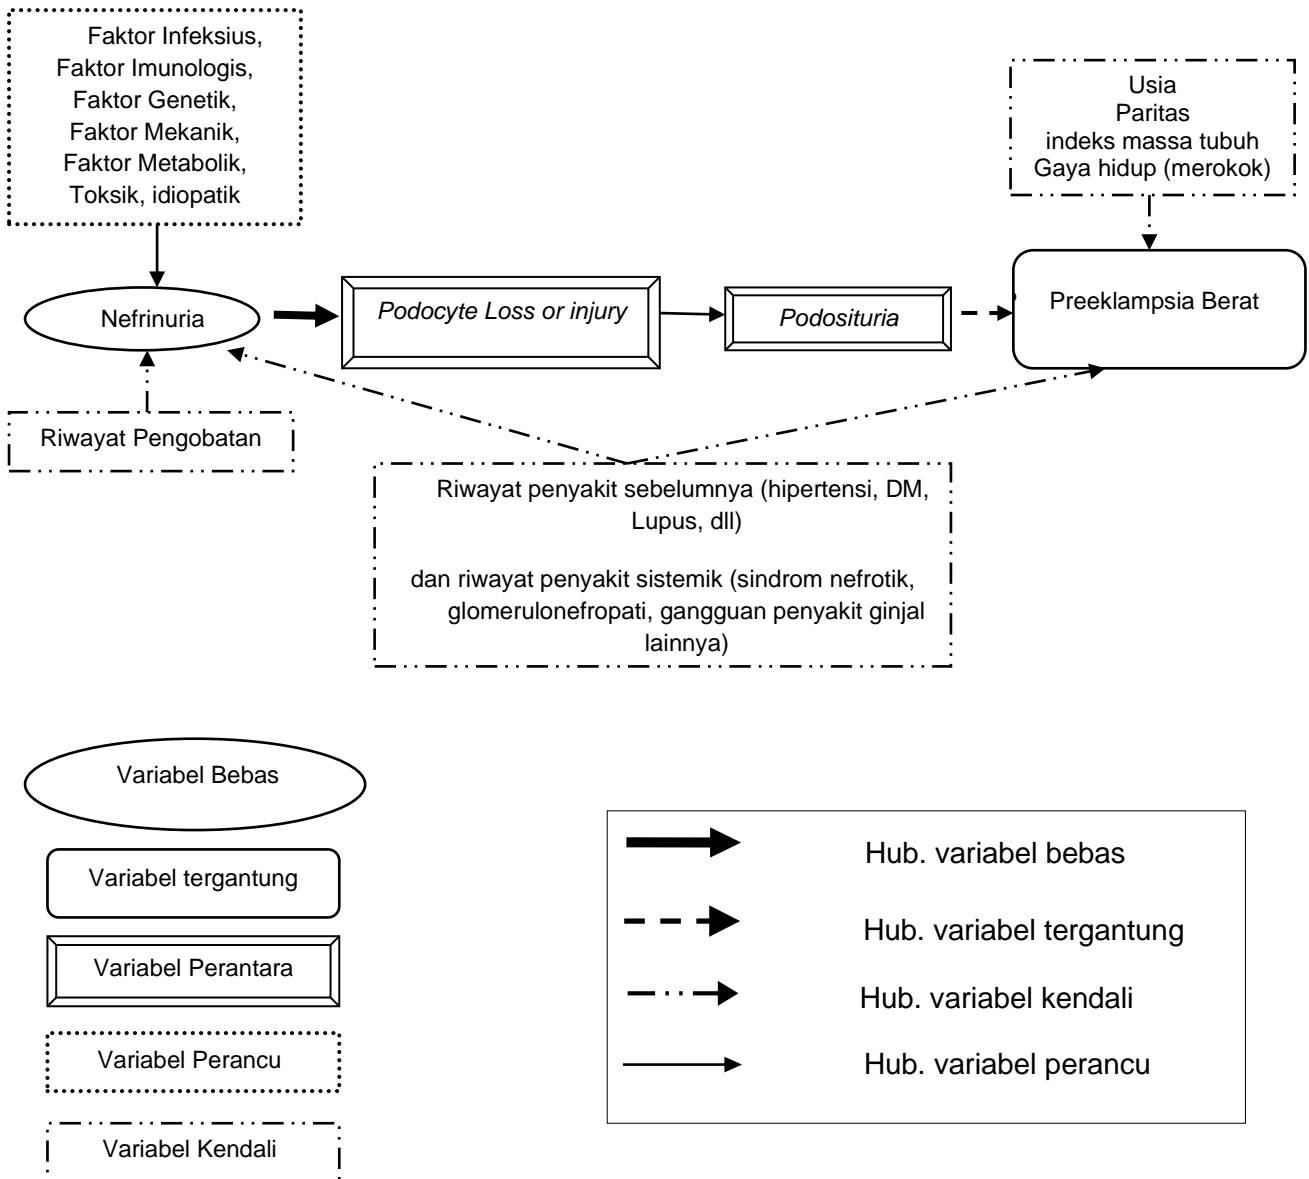 Faktor Infeksius,
Faktor Imunologis,
Faktor Genetik,
Faktor Mekanik,
Faktor Metabolik,
Toksik, idiopatik
Usia
Paritas
indeks massa tubuh
Gaya hidup (merokok)
Nefrinuria
Podocyte Loss or injury
Podosituria
Preeklampsia Berat
Riwayat Pengobatan
Riwayat penyakit sebelumnya (hipertensi, DM,
Lupus, dll)
dan riwayat penyakit sistemik (sindrom nefrotik,
glomerulonefropati, gangguan penyakit ginjal
lainnya)
Variabel Bebas
Variabel tergantung
Variabel Perantara
Variabel Perancu
Variabel Kendali
Hub. variabel bebas
Hub. variabel tergantung
Hub. variabel kendali
Hub. variabel perancu